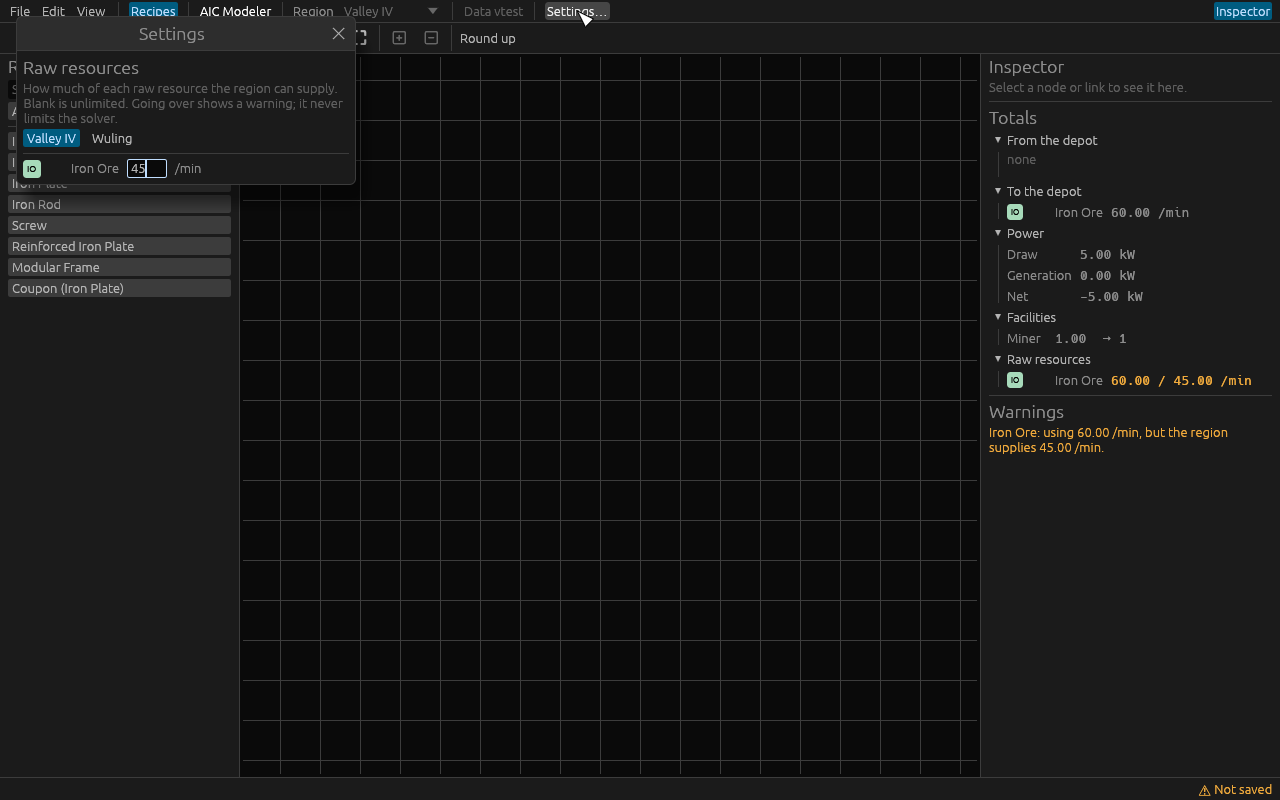 File Edit View Recipes AIC Modeler Region Valley IV Data vtest Settings... Inspector
Settings
Round up
Raw resources
How much of each raw resource the region can supply.
Blank is unlimited. Going over shows a warning; it never
limits the solver.
Valley IV Wuling
IO Iron Ore 45 /min
Iron Plate
Iron Rod
Screw
Reinforced Iron Plate
Modular Frame
Coupon (Iron Plate)
Inspector
Select a node or link to see it here.
Totals
From the depot
none
To the depot
IO Iron Ore 60.00 /min
Power
Draw 5.00 kW
Generation 0.00 kW
Net −5.00 kW
Facilities
Miner 1.00 → 1
Raw resources
IO Iron Ore 60.00 / 45.00 /min
Warnings
Iron Ore: using 60.00 /min, but the region
supplies 45.00 /min.
⚠ Not saved